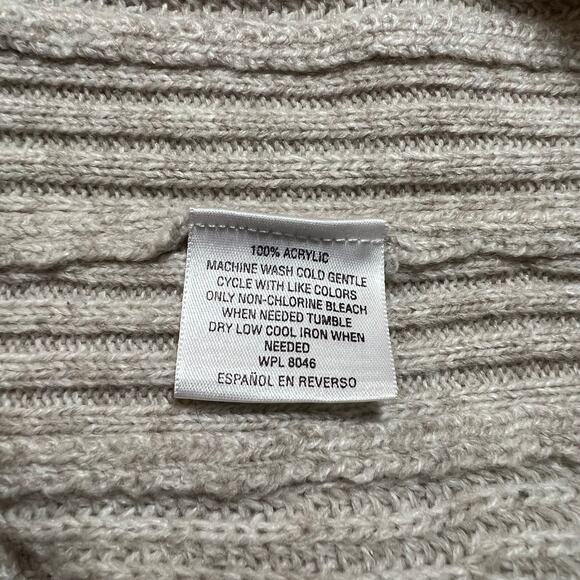 100% ACRYLIC
MACHINE WASH COLD GENTLE
CYCLE WITH LIKE COLORS
ONLY NON-CHLORINE BLEACH
WHEN NEEDED TUMBLE
DRY LOW COOL IRON WHEN
NEEDED
WPL 8046
ESPAÑOL EN REVERSO